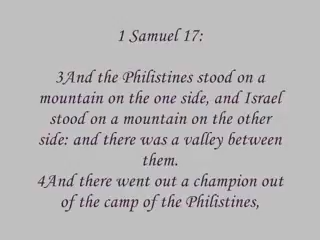 1 Samuel 17:
3And the Philistines stood on a
mountain on the one side, and Israel
stood on a mountain on the other
side: and there was a valley between
them.
4And there went out a champion out
of the camp of the Philistines,